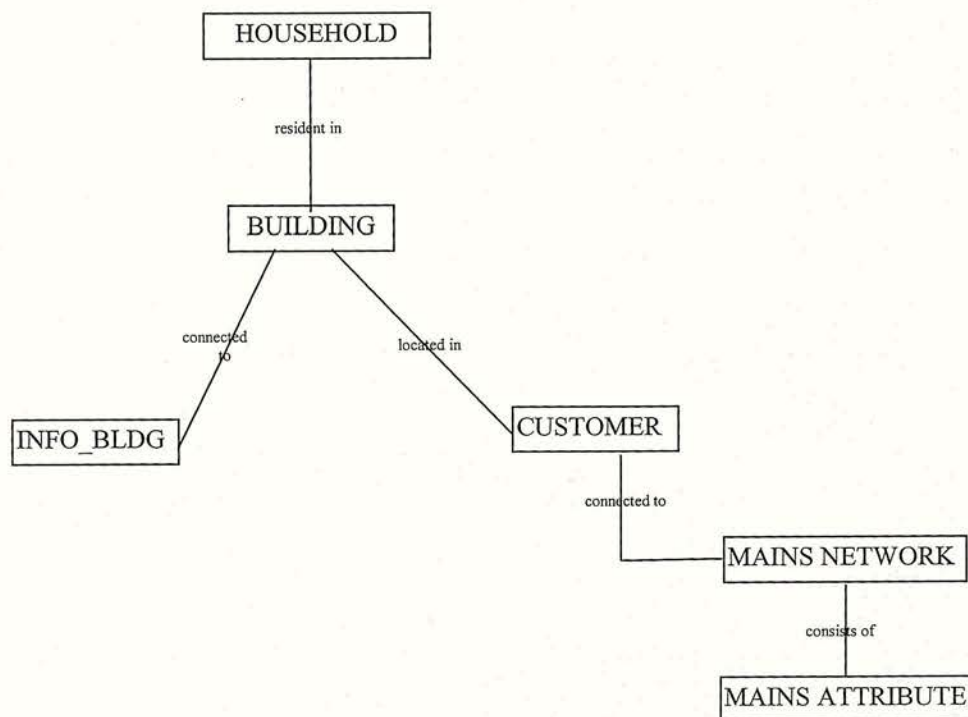 HOUSEHOLD
resident in
BUILDING
connected
to
located in
INFO_BLDG
CUSTOMER
connected to
MAINS NETWORK
consists of
MAINS ATTRIBUTE